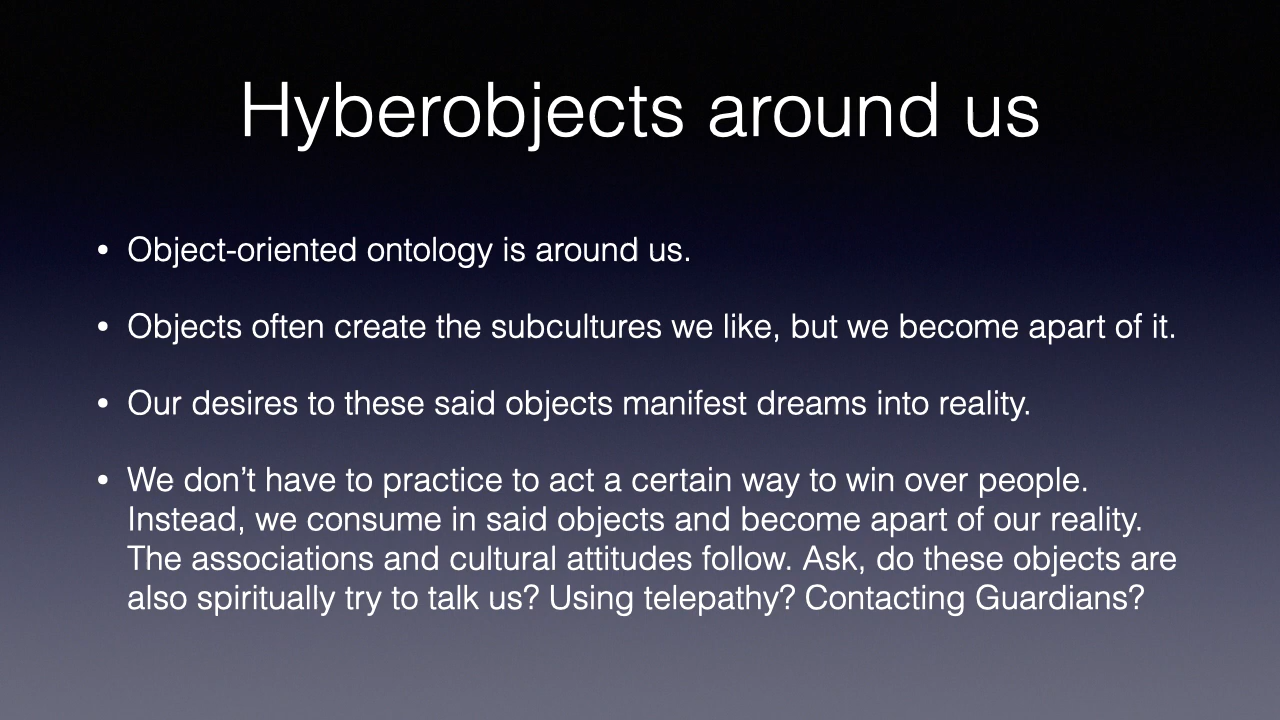 Hyberobjects around us
• Object-oriented ontology is around us.
• Objects often create the subcultures we like, but we become apart of it.
• Our desires to these said objects manifest dreams into reality.
• We don’t have to practice to act a certain way to win over people.
Instead, we consume in said objects and become apart of our reality.
The associations and cultural attitudes follow. Ask, do these objects are
also spiritually try to talk us? Using telepathy? Contacting Guardians?